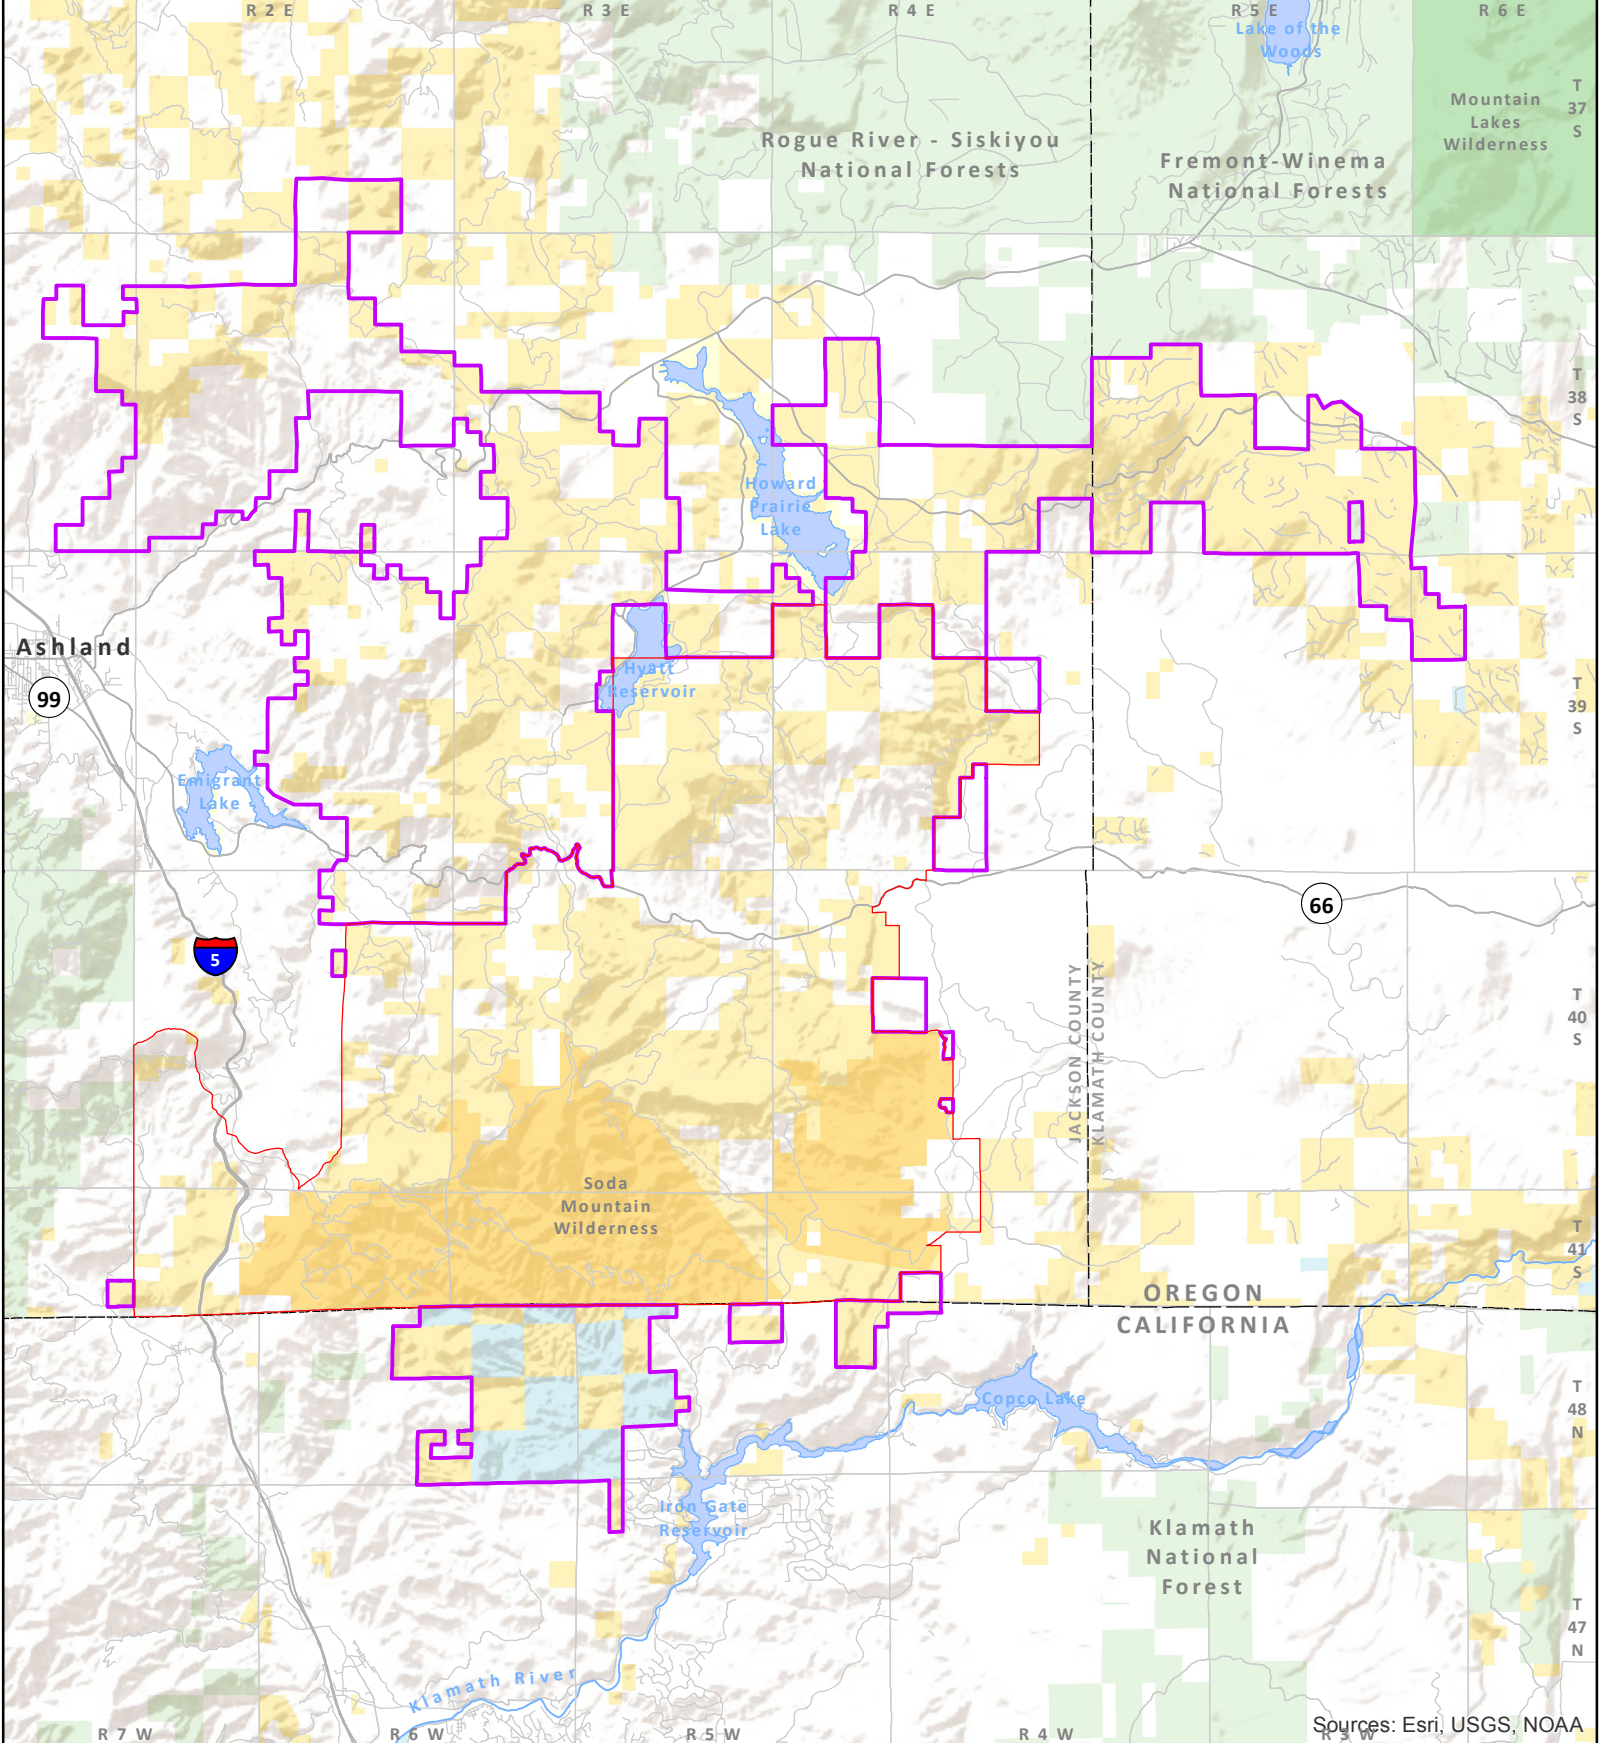 R 2 E
R 3 E
R 4 E
R 5 E
R 6 E
Lake of the
Woods
T
37
S
Mountain
Lakes
Wilderness
Rogue River - Siskiyou
National Forests
Fremont-Winema
National Forests
T
38
S
Howard
Prairie
Lake
Ashland
99
Hyatt
Reservoir
T
39
S
Emigrant
Lake
66
5
JACKSON COUNTY
KLAMATH COUNTY
T
40
S
Soda
Mountain
Wilderness
T
41
S
OREGON
CALIFORNIA
Copco Lake
T
48
N
Iron Gate
Reservoir
Klamath
National
Forest
T
47
N
Klamath River
R 7 W
R 6 W
R 5 W
R 4 W
R 3 W
Sources: Esri, USGS, NOAA